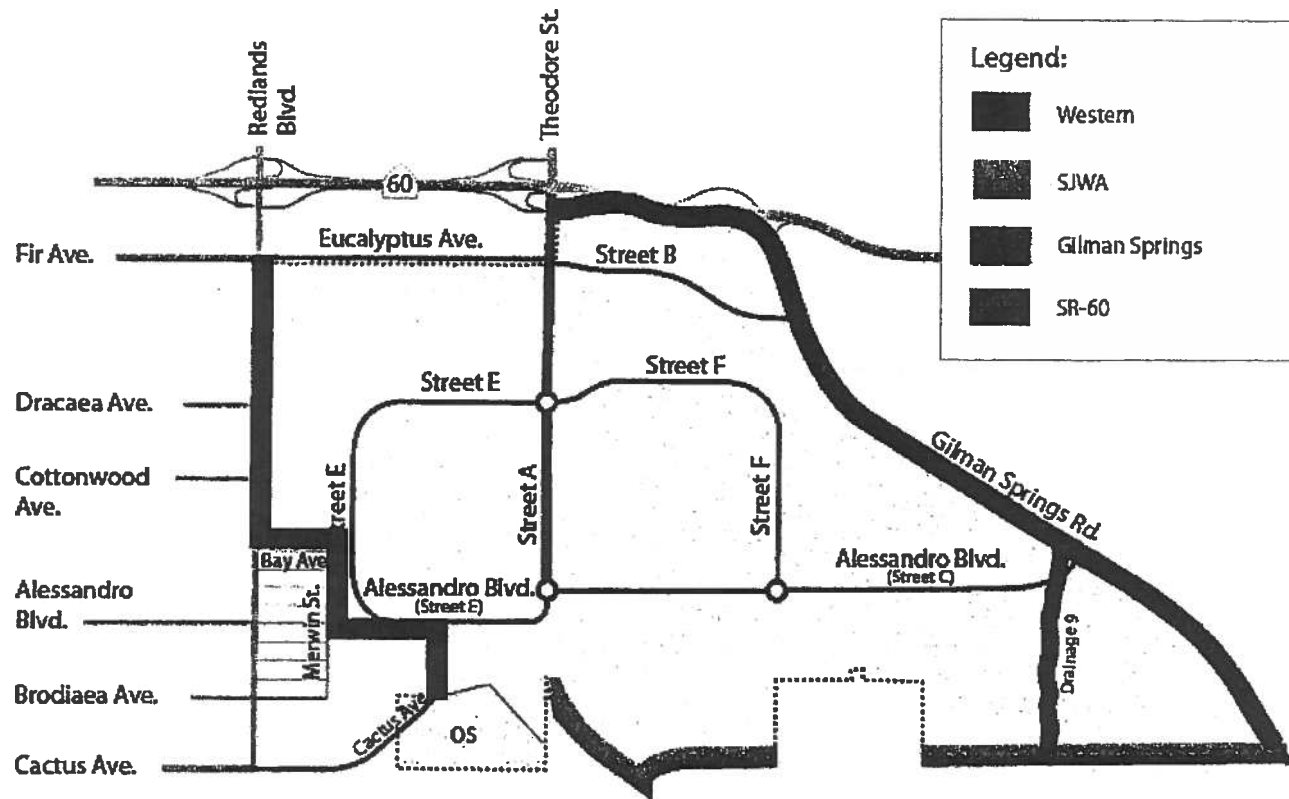 Redlands
Blvd.
Theodore St.
Legend:
Western
SJWA
Gilman Springs
SR-60
60
Fir Ave.
Eucalyptus Ave.
Street B
Street E
Street F
Dracaea Ave.
Cottonwood
Ave.
treet E
Street A
Street F
Gilman Springs Rd.
Bay Ave
Alessandro
Blvd.
Merwin St.
Alessandro Blvd.
(Street E)
Alessandro Blvd.
(Street C)
Drainage 9
Brodiaea Ave.
Cactus Ave
OS
Cactus Ave.